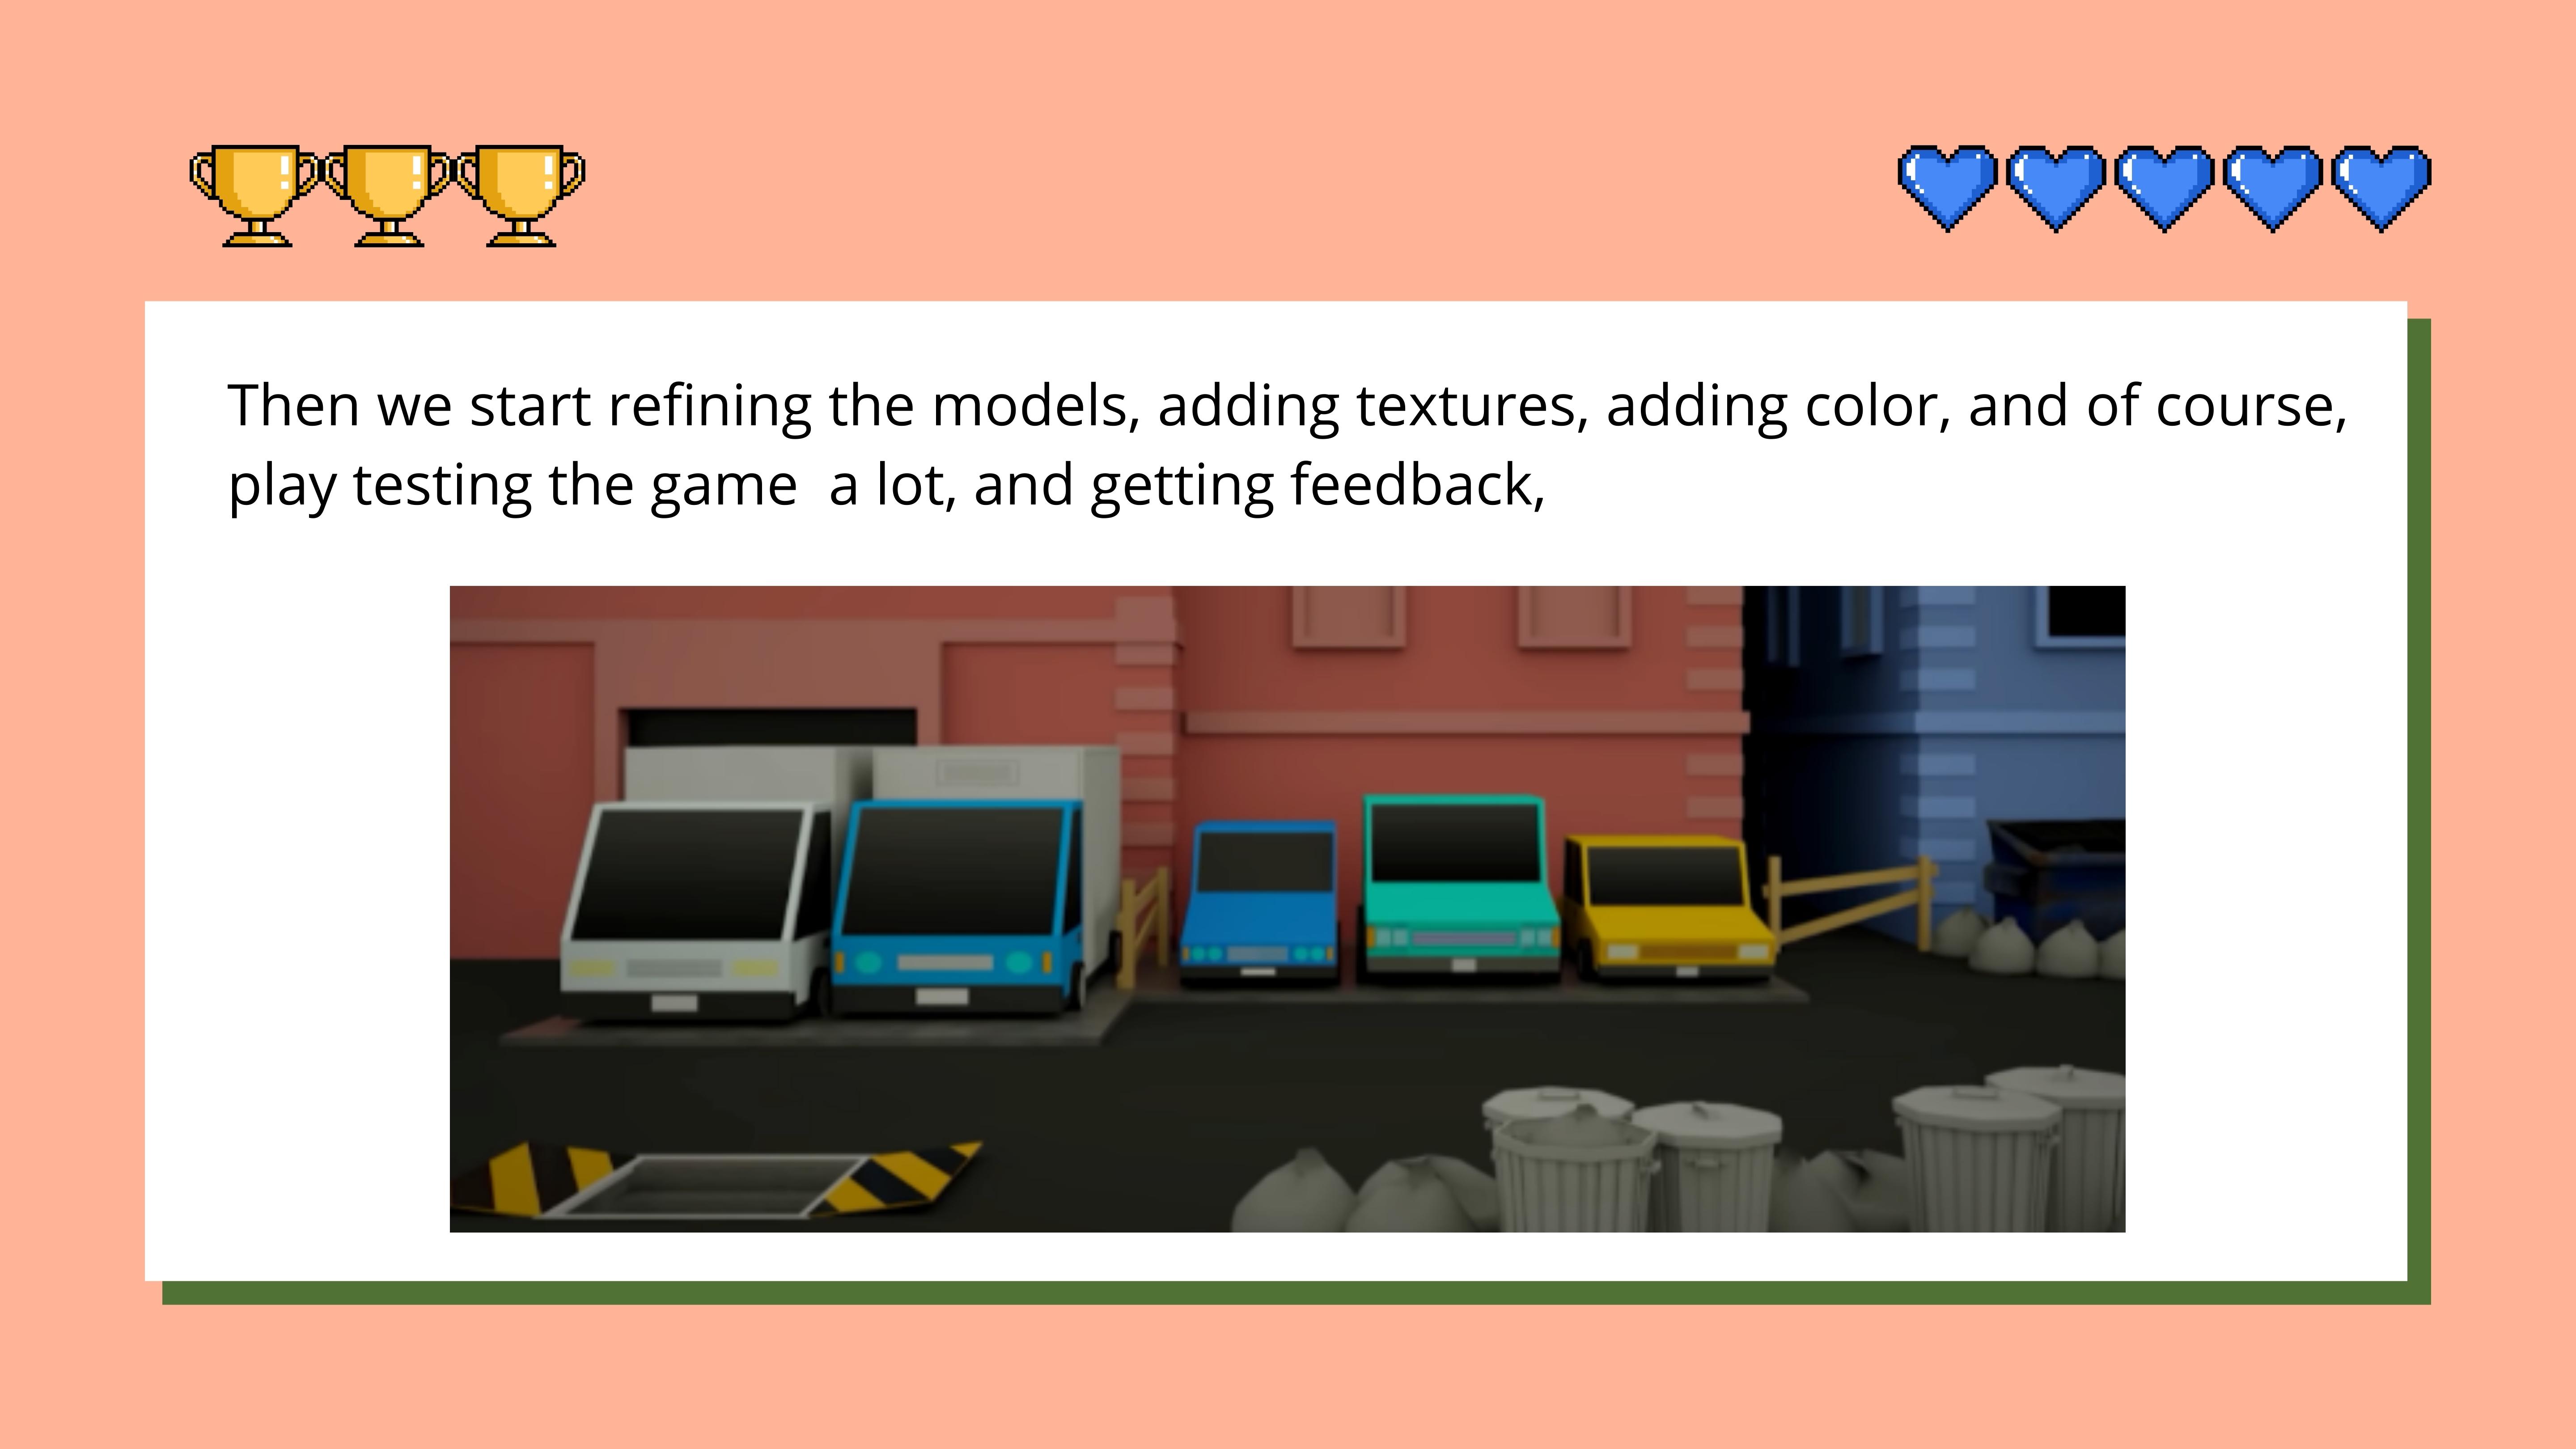 Then we start refining the models, adding textures, adding color, and of course,
play testing the game  a lot, and getting feedback,